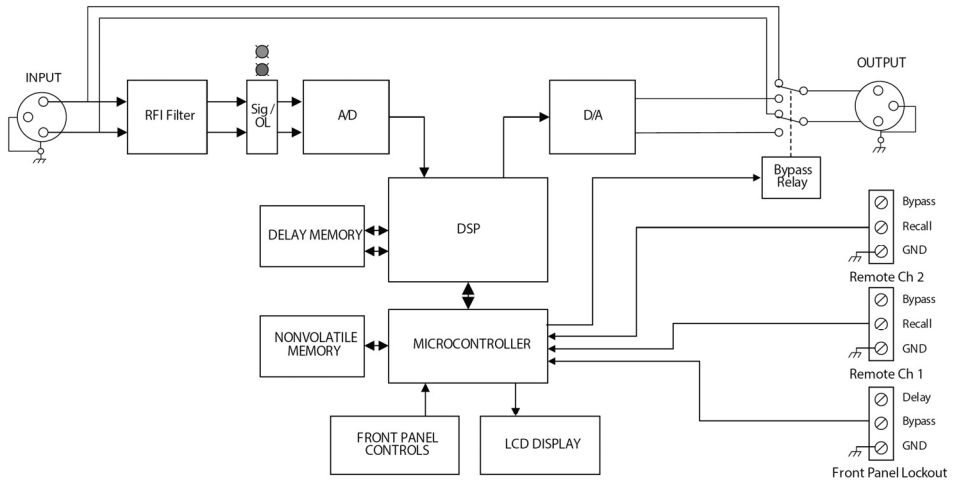 INPUT
RFI Filter
Sig /
OL
A/D
D/A
OUTPUT
Bypass
Relay
DELAY MEMORY
DSP
Bypass
Recall
GND
Remote Ch 2
NONVOLATILE
MEMORY
MICROCONTROLLER
Bypass
Recall
GND
Remote Ch 1
FRONT PANEL
CONTROLS
LCD DISPLAY
Delay
Bypass
GND
Front Panel Lockout